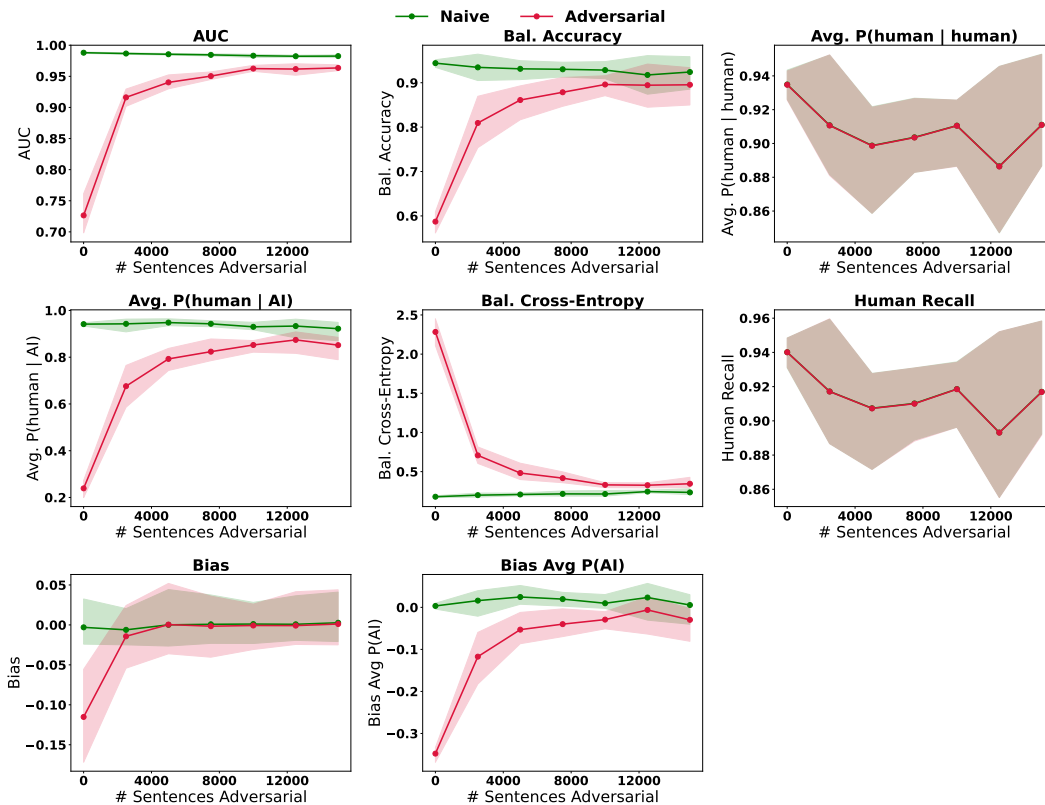 Naive Adversarial
AUC
1.00
0.95
0.90
0.85
0.80
0.75
0.70
AUC
0 4000 8000 12000
# Sentences Adversarial
Bal. Accuracy
0.9
0.8
0.7
0.6
Bal. Accuracy
0 4000 8000 12000
# Sentences Adversarial
Avg. P(human | human)
0.94
0.92
0.90
0.88
0.86
Avg. P(human | human)
0 4000 8000 12000
# Sentences Adversarial
Avg. P(human | AI)
1.0
0.8
0.6
0.4
0.2
Avg. P(human | AI)
0 4000 8000 12000
# Sentences Adversarial
Bal. Cross-Entropy
2.5
2.0
1.5
1.0
0.5
Bal. Cross-Entropy
0 4000 8000 12000
# Sentences Adversarial
Human Recall
0.96
0.94
0.92
0.90
0.88
0.86
Human Recall
0 4000 8000 12000
# Sentences Adversarial
Bias
0.05
0.00
−0.05
−0.10
−0.15
Bias
0 4000 8000 12000
# Sentences Adversarial
Bias Avg P(AI)
0.0
−0.1
−0.2
−0.3
Bias Avg P(AI)
0 4000 8000 12000
# Sentences Adversarial